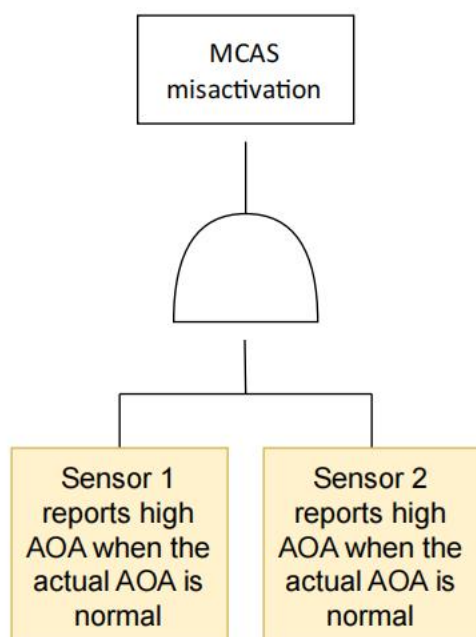 MCAS
misactivation
Sensor 1
reports high
AOA when the
actual AOA is
normal
Sensor 2
reports high
AOA when the
actual AOA is
normal